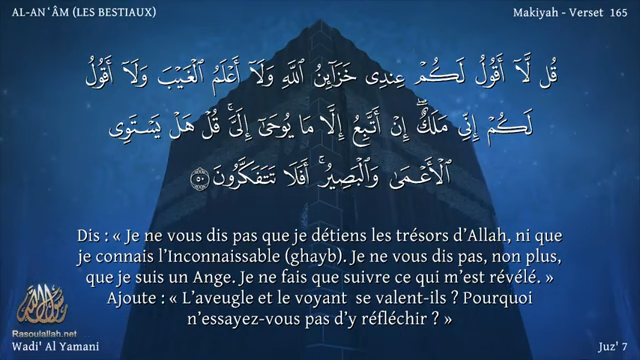 AL-AN'ÂM (LES BESTIAUX)
Makiyah - Verset 165
قُل لَّآ أَقُولُ لَكُمۡ عِندِي خَزَآئِنُ ٱللَّهِ وَلَآ أَعۡلَمُ ٱلۡغَيۡبَ وَلَآ أَقُولُ
لَكُمۡ إِنِّي مَلَكٌۖ إِنۡ أَتَّبِعُ إِلَّا مَا يُوحَىٰٓ إِلَيَّۚ قُلۡ هَلۡ يَسۡتَوِي
ٱلۡأَعۡمَىٰ وَٱلۡبَصِيرُۚ أَفَلَا تَتَفَكَّرُونَ ٥٠
Dis : « Je ne vous dis pas que je détiens les trésors d'Allah, ni que
je connais l'Inconnaissable (ghayb). Je ne vous dis pas, non plus,
que je suis un Ange. Je ne fais que suivre ce qui m'est révélé. »
Ajoute : « L'aveugle et le voyant se valent-ils ? Pourquoi
n'essayez-vous pas d'y réfléchir ? »
رسول الله
Rasoulallah.net
Wadi' Al Yamani
Juz' 7